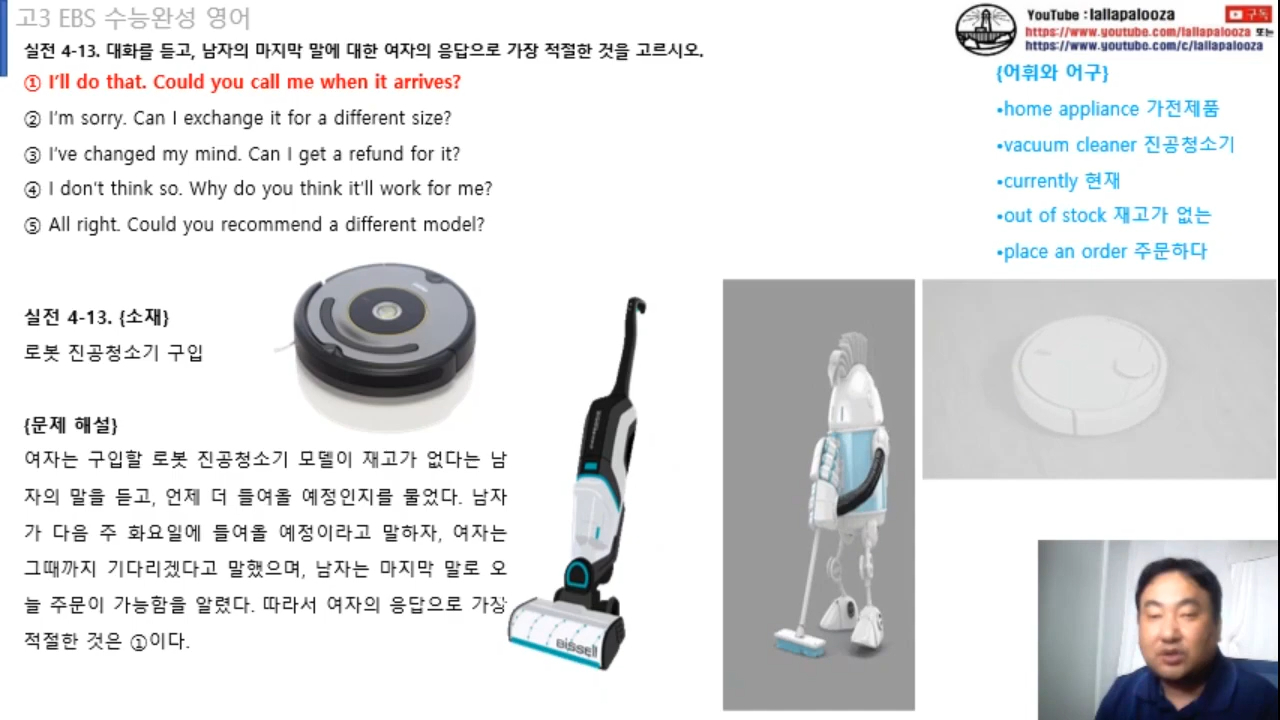 고3 EBS 수능완성 영어
YouTube : lallapalooza
구독
https://www.youtube.com/lallapalooza 또는
https://www.youtube.com/c/lallapalooza
실전 4-13. 대화를 듣고, 남자의 마지막 말에 대한 여자의 응답으로 가장 적절한 것을 고르시오.
① I'll do that. Could you call me when it arrives?
② I'm sorry. Can I exchange it for a different size?
③ I've changed my mind. Can I get a refund for it?
④ I don't think so. Why do you think it'll work for me?
⑤ All right. Could you recommend a different model?
{어휘와 어구}
•home appliance 가전제품
•vacuum cleaner 진공청소기
•currently 현재
•out of stock 재고가 없는
•place an order 주문하다
실전 4-13. {소재}
로봇 진공청소기 구입
{문제 해설}
여자는 구입할 로봇 진공청소기 모델이 재고가 없다는 남
자의 말을 듣고, 언제 더 들여올 예정인지를 물었다. 남자
가 다음 주 화요일에 들여올 예정이라고 말하자, 여자는
그때까지 기다리겠다고 말했으며, 남자는 마지막 말로 오
늘 주문이 가능함을 알렸다. 따라서 여자의 응답으로 가장
적절한 것은 ①이다.
BISSELL